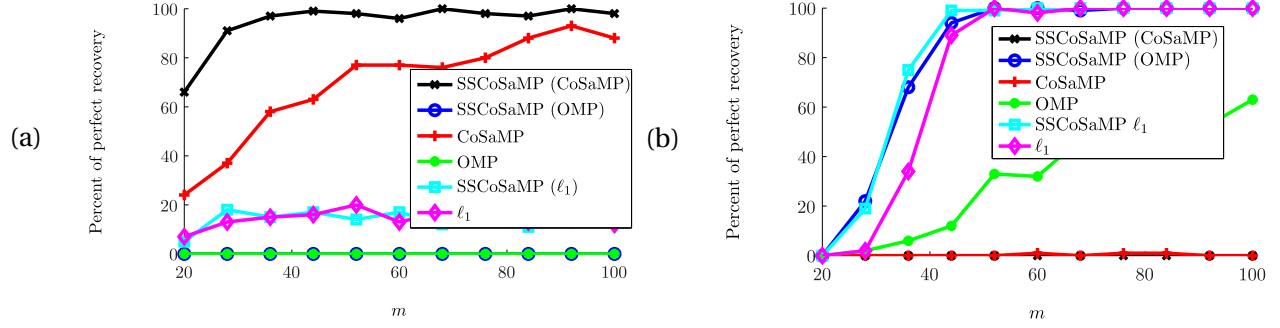 (a)
Percent of perfect recovery
100
80
60
40
20
0
20
40
60
80
100
m
SSCoSaMP (CoSaMP)
SSCoSaMP (OMP)
CoSaMP
OMP
SSCoSaMP (ℓ₁)
ℓ₁
(b)
Percent of perfect recovery
100
80
60
40
20
0
20
40
60
80
100
m
SSCoSaMP (CoSaMP)
SSCoSaMP (OMP)
CoSaMP
OMP
SSCoSaMP ℓ₁
ℓ₁